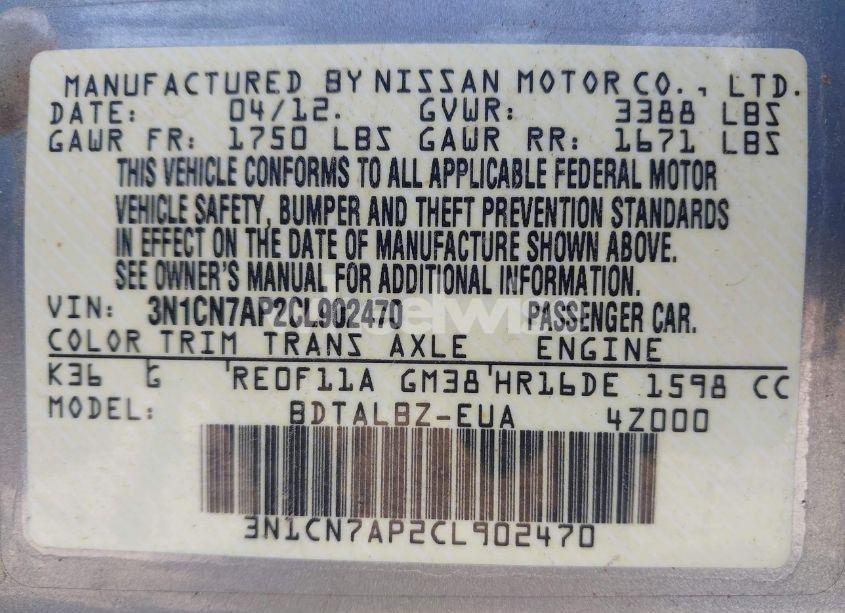 MANUFACTURED BY NISSAN MOTOR CO., LTD.
DATE: 04/12. GVWR: 3388 LBS
GAWR FR: 1750 LBS GAWR RR: 1671 LBS
THIS VEHICLE CONFORMS TO ALL APPLICABLE FEDERAL MOTOR
VEHICLE SAFETY, BUMPER AND THEFT PREVENTION STANDARDS
IN EFFECT ON THE DATE OF MANUFACTURE SHOWN ABOVE.
SEE OWNER'S MANUAL FOR ADDITIONAL INFORMATION.
VIN: 3N1CN7AP2CL902470 PASSENGER CAR.
COLOR TRIM TRANS AXLE ENGINE
K36 G RE0F11A GM38 HR16DE 1598 CC
MODEL: BDTALBZ-EUA 4Z000
3N1CN7AP2CL902470